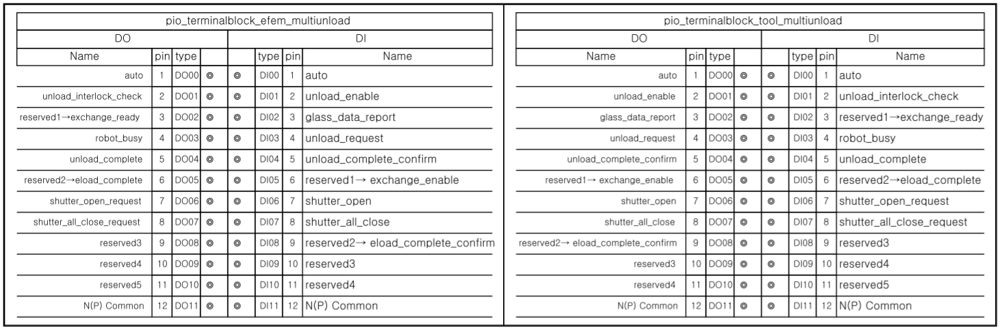 pio_terminalblock_efem_multiunload
DO DI
Name pin type type pin Name
auto 1 DO00 ◎ ◎ DI00 1 auto
unload_interlock_check 2 DO01 ◎ ◎ DI01 2 unload_enable
reserved1→exchange_ready 3 DO02 ◎ ◎ DI02 3 glass_data_report
robot_busy 4 DO03 ◎ ◎ DI03 4 unload_request
unload_complete 5 DO04 ◎ ◎ DI04 5 unload_complete_confirm
reserved2→eload_complete 6 DO05 ◎ ◎ DI05 6 reserved1→ exchange_enable
shutter_open_request 7 DO06 ◎ ◎ DI06 7 shutter_open
shutter_all_close_request 8 DO07 ◎ ◎ DI07 8 shutter_all_close
reserved3 9 DO08 ◎ ◎ DI08 9 reserved2→ eload_complete_confirm
reserved4 10 DO09 ◎ ◎ DI09 10 reserved3
reserved5 11 DO10 ◎ ◎ DI10 11 reserved4
N(P) Common 12 DO11 ◎ ◎ DI11 12 N(P) Common
pio_terminalblock_tool_multiunload
DO DI
Name pin type type pin Name
auto 1 DO00 ◎ ◎ DI00 1 auto
unload_enable 2 DO01 ◎ ◎ DI01 2 unload_interlock_check
glass_data_report 3 DO02 ◎ ◎ DI02 3 reserved1→exchange_ready
unload_request 4 DO03 ◎ ◎ DI03 4 robot_busy
unload_complete_confirm 5 DO04 ◎ ◎ DI04 5 unload_complete
reserved1→ exchange_enable 6 DO05 ◎ ◎ DI05 6 reserved2→eload_complete
shutter_open 7 DO06 ◎ ◎ DI06 7 shutter_open_request
shutter_all_close 8 DO07 ◎ ◎ DI07 8 shutter_all_close_request
reserved2→ eload_complete_confirm 9 DO08 ◎ ◎ DI08 9 reserved3
reserved3 10 DO09 ◎ ◎ DI09 10 reserved4
reserved4 11 DO10 ◎ ◎ DI10 11 reserved5
N(P) Common 12 DO11 ◎ ◎ DI11 12 N(P) Common